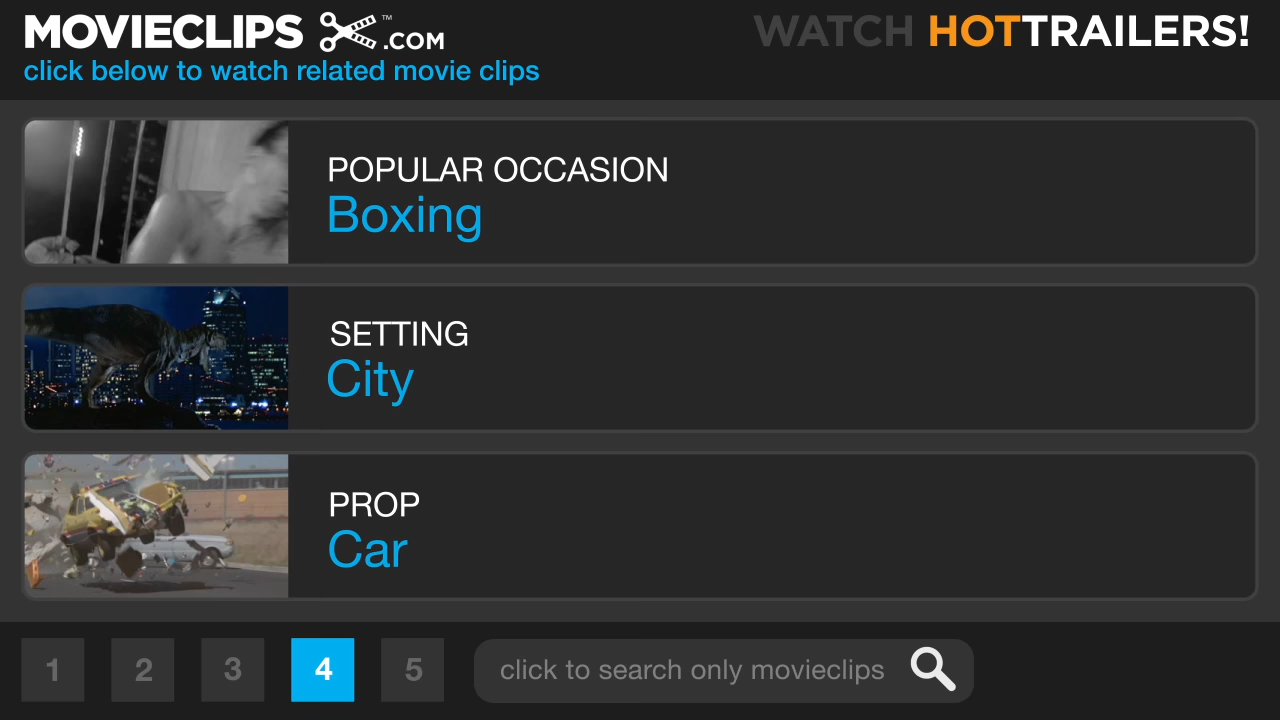 MOVIECLIPS ™ .COM
WATCH HOTTRAILERS!
click below to watch related movie clips
POPULAR OCCASION
Boxing
SETTING
City
PROP
Car
1 2 3 4 5 click to search only movieclips